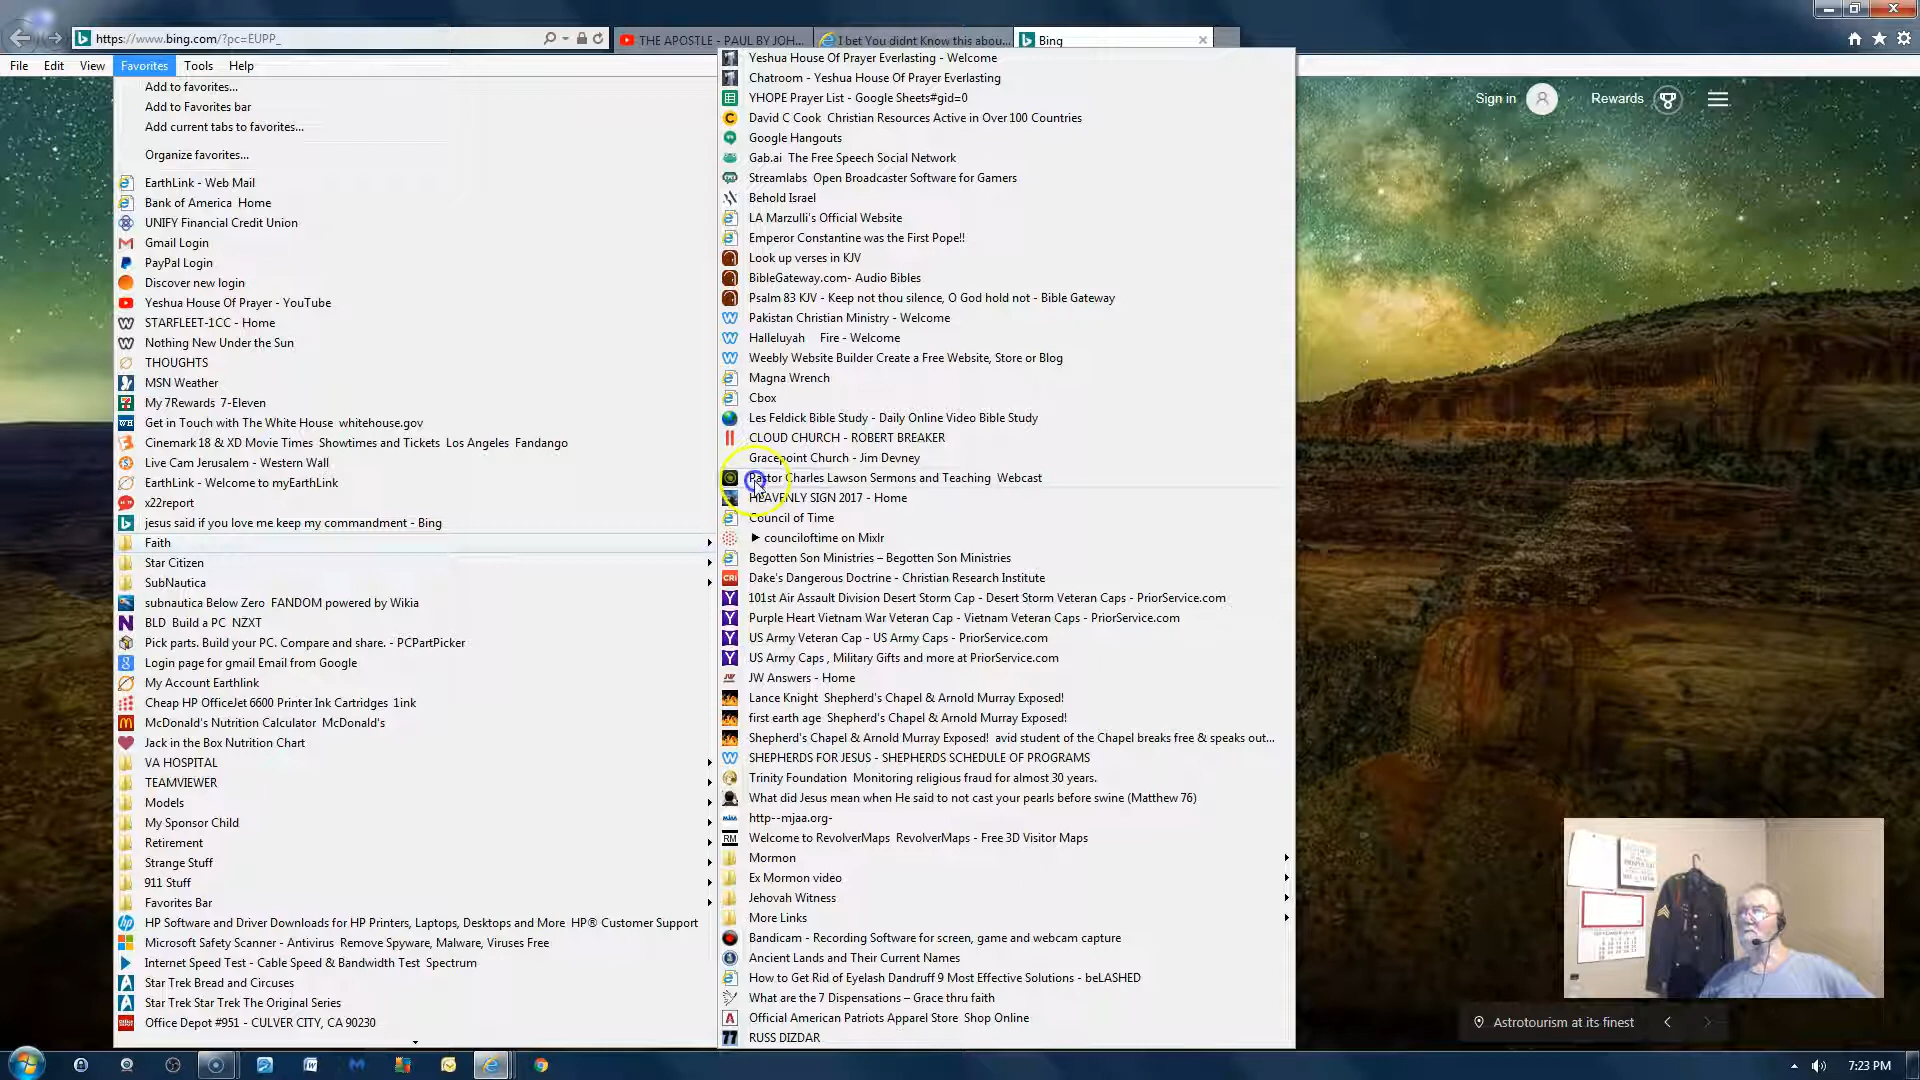 https://www.bing.com/?pc=EUPP_
THE APOSTLE - PAUL BY JOH...
I bet You didnt Know this abou...
Bing
File Edit View Favorites Tools Help
Sign in
Rewards
Add to favorites...
Add to Favorites bar
Add current tabs to favorites...
Organize favorites...
EarthLink - Web Mail
Bank of America Home
UNIFY Financial Credit Union
Gmail Login
PayPal Login
Discover new login
Yeshua House Of Prayer - YouTube
STARFLEET-1CC - Home
Nothing New Under the Sun
THOUGHTS
MSN Weather
My 7Rewards 7-Eleven
Get in Touch with The White House whitehouse.gov
Cinemark 18 & XD Movie Times Showtimes and Tickets Los Angeles Fandango
Live Cam Jerusalem - Western Wall
EarthLink - Welcome to myEarthLink
x22report
jesus said if you love me keep my commandment - Bing
Faith
Star Citizen
SubNautica
subnautica Below Zero FANDOM powered by Wikia
BLD Build a PC NZXT
Pick parts. Build your PC. Compare and share. - PCPartPicker
Login page for gmail Email from Google
My Account Earthlink
Cheap HP OfficeJet 6600 Printer Ink Cartridges 1ink
McDonald's Nutrition Calculator McDonald's
Jack in the Box Nutrition Chart
VA HOSPITAL
TEAMVIEWER
Models
My Sponsor Child
Retirement
Strange Stuff
911 Stuff
Favorites Bar
HP Software and Driver Downloads for HP Printers, Laptops, Desktops and More HP® Customer Support
Microsoft Safety Scanner - Antivirus Remove Spyware, Malware, Viruses Free
Internet Speed Test - Cable Speed & Bandwidth Test Spectrum
Star Trek Bread and Circuses
Star Trek Star Trek The Original Series
Office Depot #951 - CULVER CITY, CA 90230
Yeshua House Of Prayer Everlasting - Welcome
Chatroom - Yeshua House Of Prayer Everlasting
YHOPE Prayer List - Google Sheets#gid=0
David C Cook Christian Resources Active in Over 100 Countries
Google Hangouts
Gab.ai The Free Speech Social Network
Streamlabs Open Broadcaster Software for Gamers
Behold Israel
LA Marzulli's Official Website
Emperor Constantine was the First Pope!!
Look up verses in KJV
BibleGateway.com- Audio Bibles
Psalm 83 KJV - Keep not thou silence, O God hold not - Bible Gateway
Pakistan Christian Ministry - Welcome
Halleluyah Fire - Welcome
Weebly Website Builder Create a Free Website, Store or Blog
Magna Wrench
Cbox
Les Feldick Bible Study - Daily Online Video Bible Study
CLOUD CHURCH - ROBERT BREAKER
Gracepoint Church - Jim Devney
Pastor Charles Lawson Sermons and Teaching Webcast
HEAVENLY SIGN 2017 - Home
Council of Time
► counciloftime on Mixlr
Begotten Son Ministries – Begotten Son Ministries
Dake's Dangerous Doctrine - Christian Research Institute
101st Air Assault Division Desert Storm Cap - Desert Storm Veteran Caps - PriorService.com
Purple Heart Vietnam War Veteran Cap - Vietnam Veteran Caps - PriorService.com
US Army Veteran Cap - US Army Caps - PriorService.com
US Army Caps , Military Gifts and more at PriorService.com
JW Answers - Home
Lance Knight Shepherd's Chapel & Arnold Murray Exposed!
first earth age Shepherd's Chapel & Arnold Murray Exposed!
Shepherd's Chapel & Arnold Murray Exposed! avid student of the Chapel breaks free & speaks out...
SHEPHERDS FOR JESUS - SHEPHERDS SCHEDULE OF PROGRAMS
Trinity Foundation Monitoring religious fraud for almost 30 years.
What did Jesus mean when He said to not cast your pearls before swine (Matthew 76)
http--mjaa.org-
Welcome to RevolverMaps RevolverMaps - Free 3D Visitor Maps
Mormon
Ex Mormon video
Jehovah Witness
More Links
Bandicam - Recording Software for screen, game and webcam capture
Ancient Lands and Their Current Names
How to Get Rid of Eyelash Dandruff 9 Most Effective Solutions - beLASHED
What are the 7 Dispensations – Grace thru faith
Official American Patriots Apparel Store Shop Online
RUSS DIZDAR
Astrotourism at its finest
7:23 PM